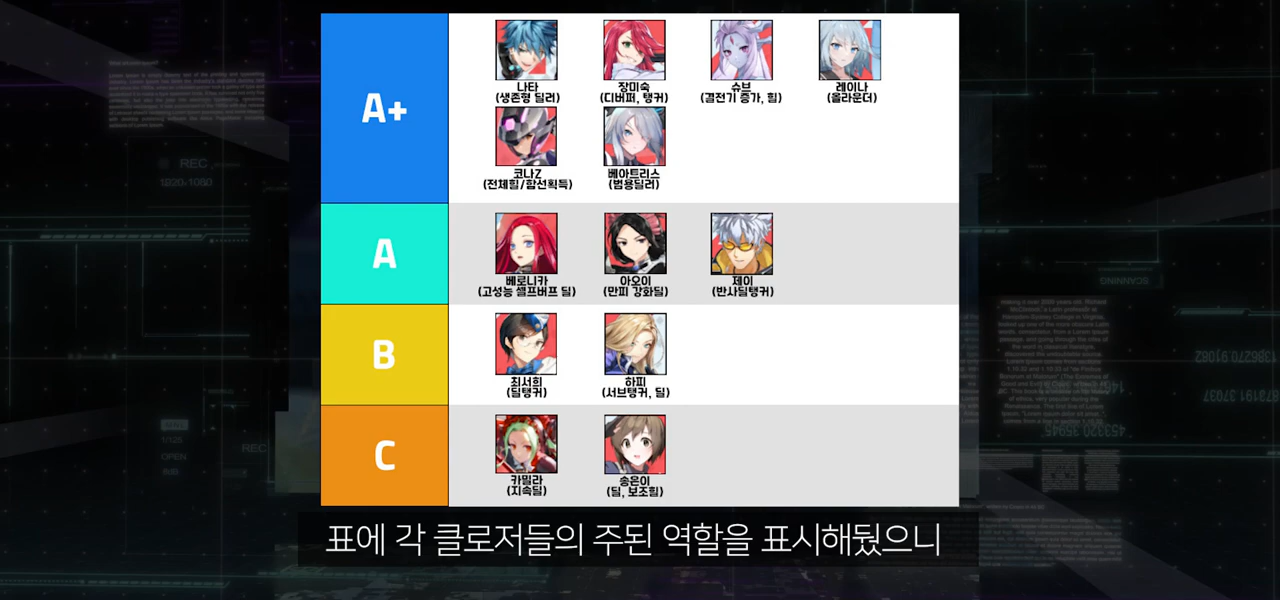 A+
나타
(생존형 딜러)
장미숙
(디버퍼, 탱커)
슈브
(결전기 증가, 힐)
레이나
(올라운더)
코나Z
(전체힐/합선획득)
베아트리스
(범용딜러)
A
베로니카
(고성능 셀프버프 딜)
아오이
(만피 강화딜)
제이
(반사딜탱커)
B
최서희
(딜탱커)
하피
(서브탱커, 딜)
C
카밀라
(지속딜)
송은이
(딜, 보조힐)
표에 각 클로저들의 주된 역할을 표시해뒀으니
REC
1920-1080
OPEN
REC
SCANNING